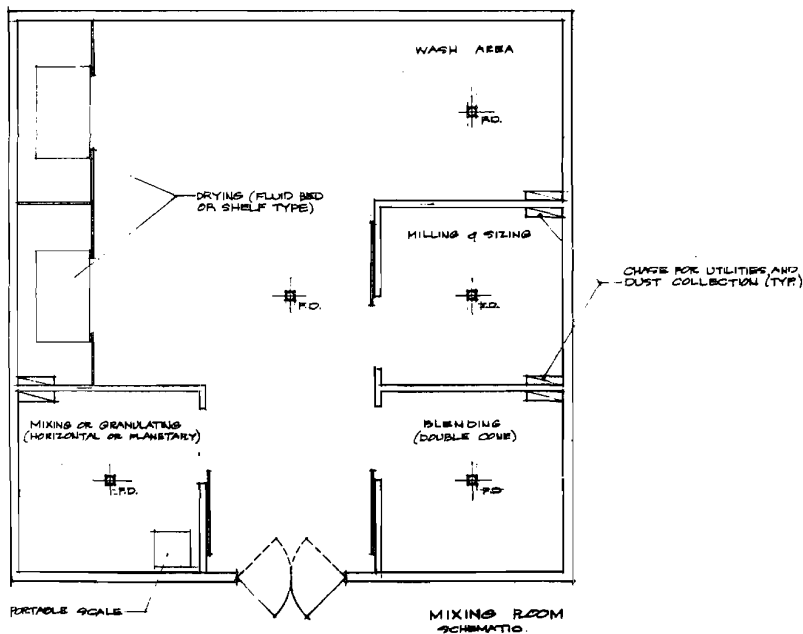 WASH AREA
F.D.
DRYING (FLUID BED
OR SHELF TYPE)
MILLING & SIZING
CHASE FOR UTILITIES AND
DUST COLLECTION (TYP.)
F.D.
F.D.
MIXING OR GRANULATING
(HORIZONTAL OR PLANETARY)
BLENDING
(DOUBLE CONE)
F.D.
F.D.
PORTABLE SCALE
MIXING ROOM
SCHEMATIC.